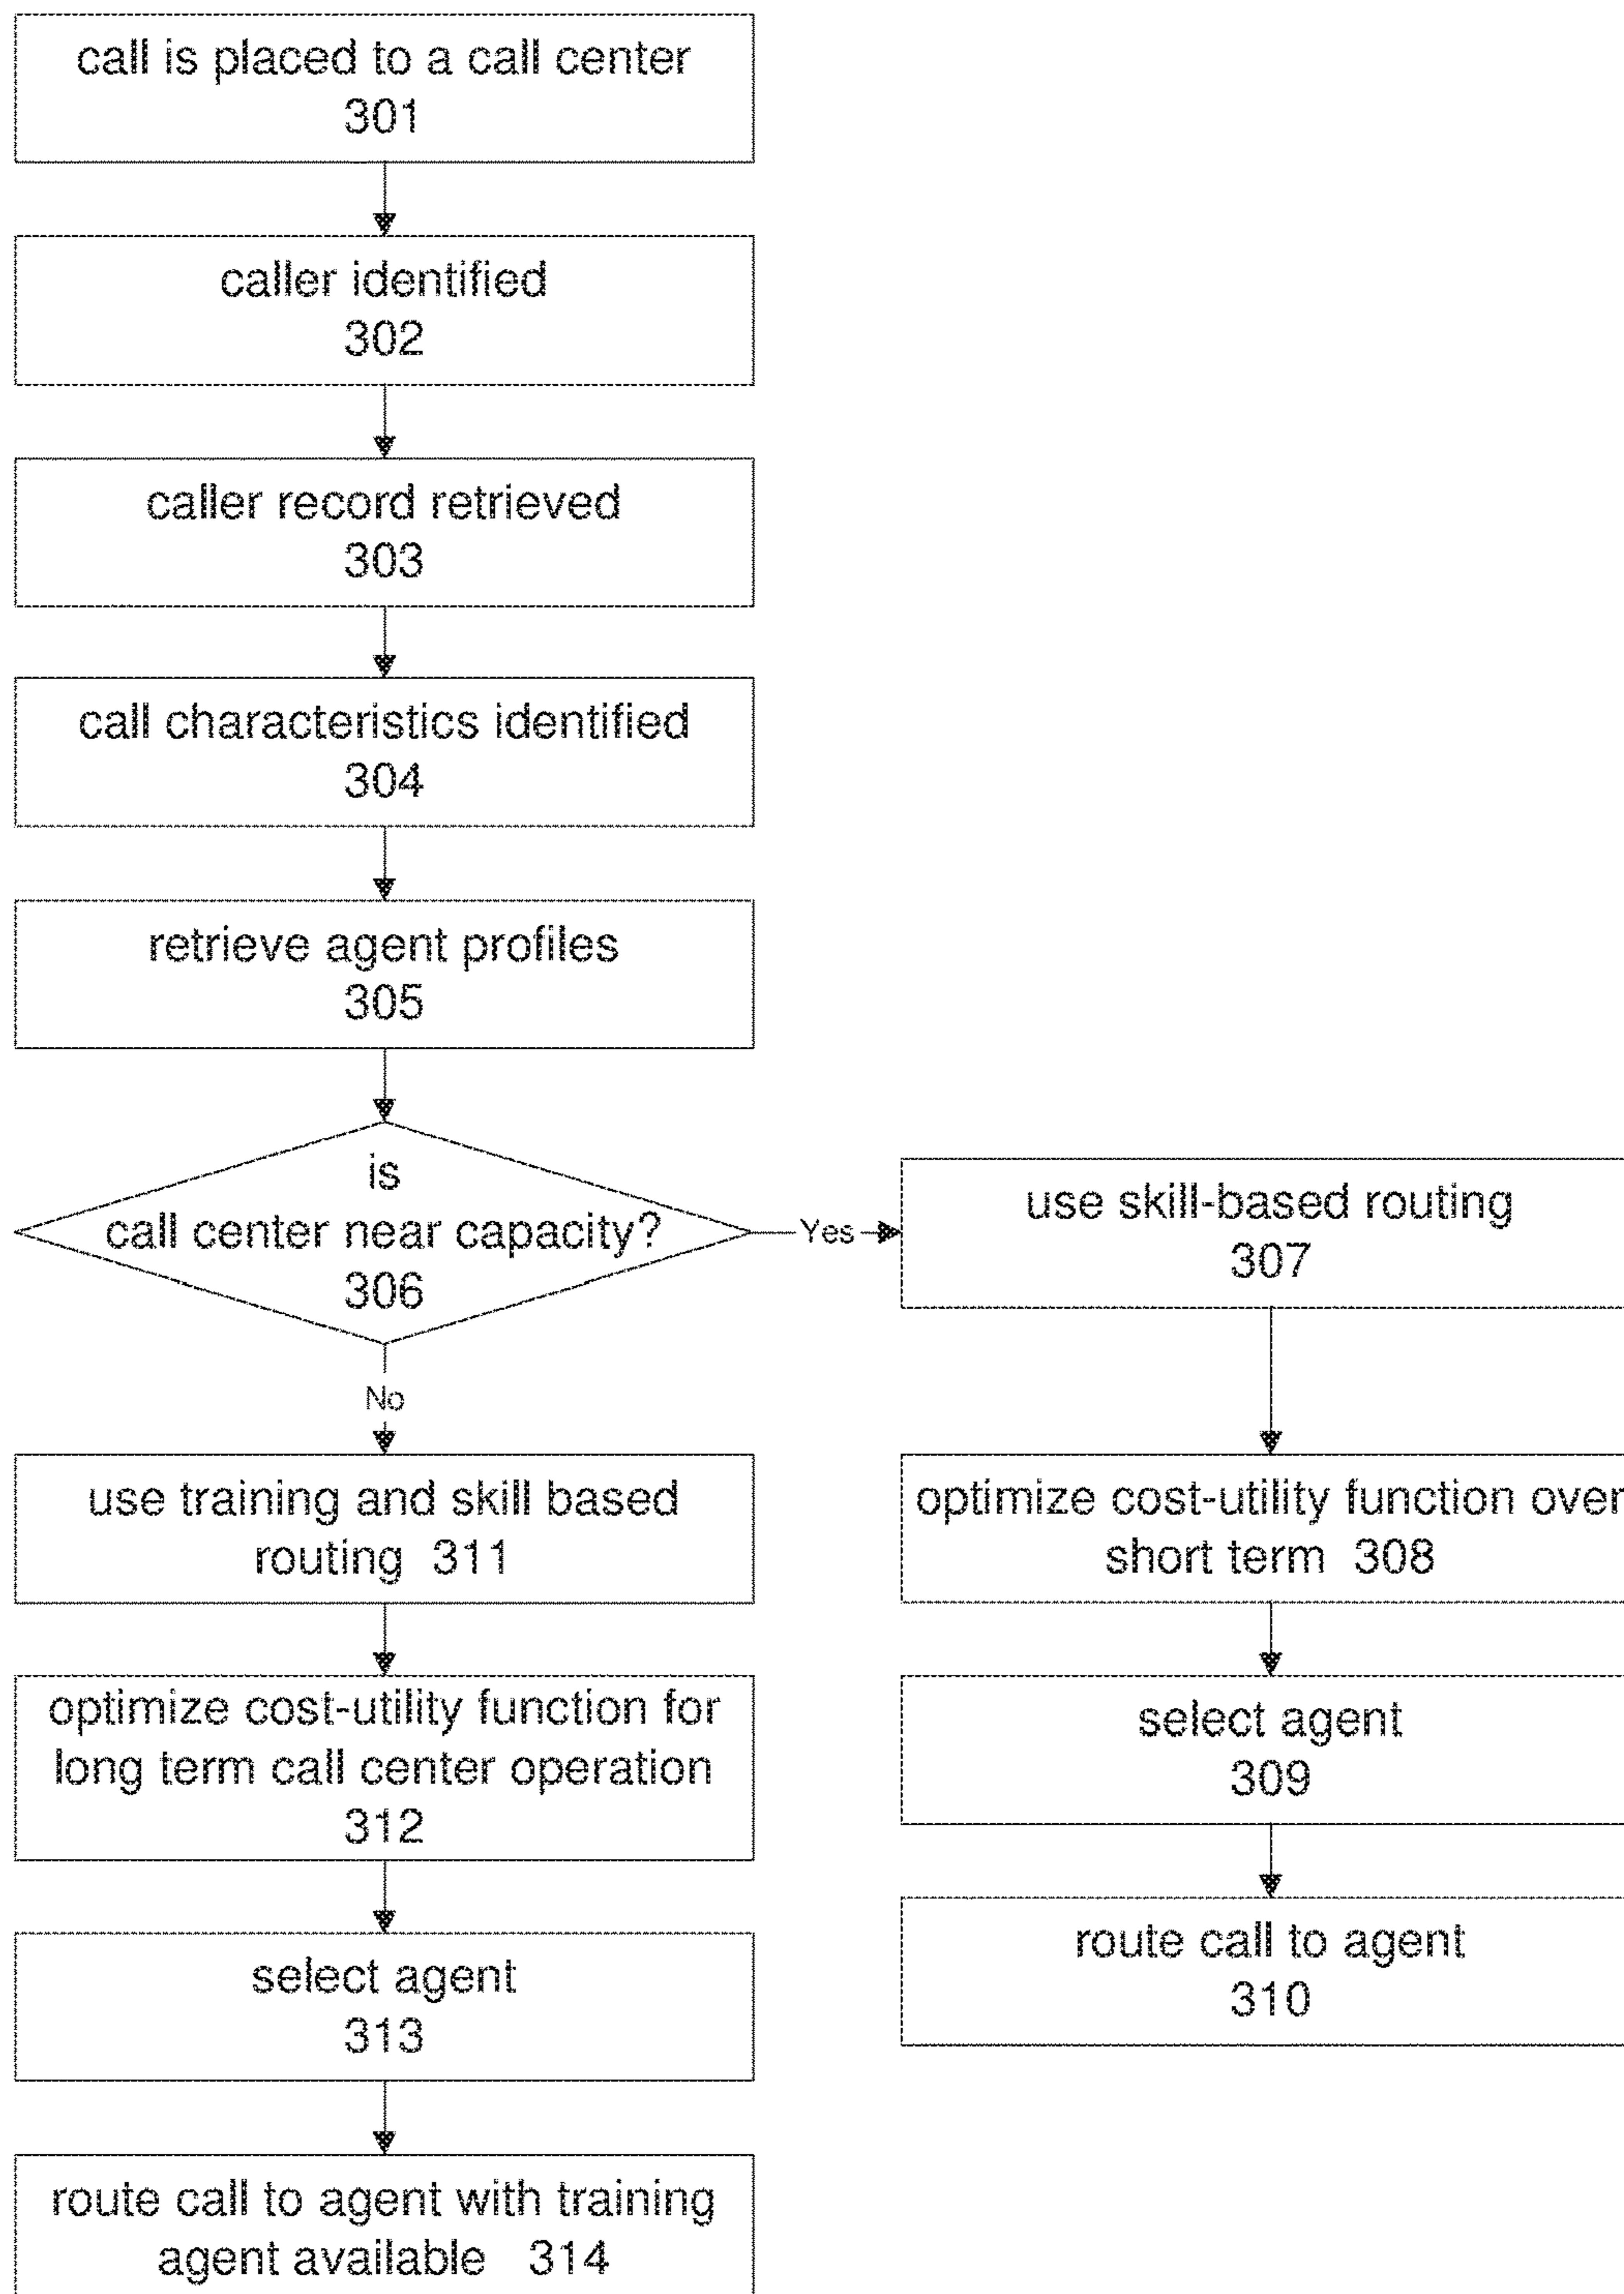 call is placed to a call center
301
caller identified
302
caller record retrieved
303
call characteristics identified
304
retrieve agent profiles
305
is
call center near capacity?
306
Yes
use skill-based routing
307
optimize cost-utility function over
short term 308
select agent
309
route call to agent
310
No
use training and skill based
routing 311
optimize cost-utility function for
long term call center operation
312
select agent
313
route call to agent with training
agent available 314